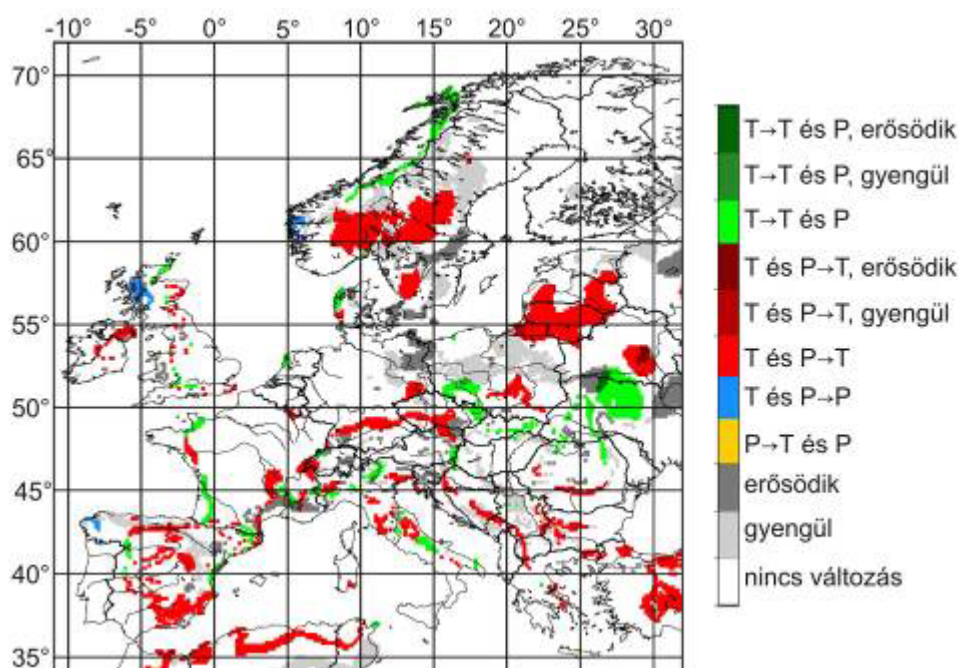 -10° -5° 0° 5° 10° 15° 20° 25° 30°
70°
65°
60°
55°
50°
45°
40°
35°
T→T és P, erősödik
T→T és P, gyengül
T→T és P
T és P→T, erősödik
T és P→T, gyengül
T és P→T
T és P→P
P→T és P
erősödik
gyengül
nincs változás